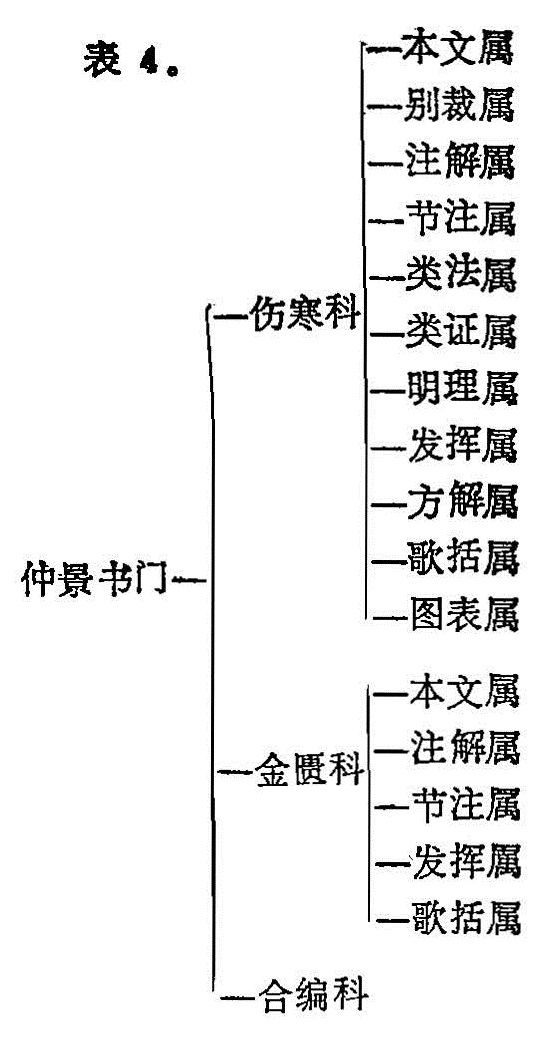 表 4。
仲景书门
伤寒科
本文属
别裁属
注解属
节注属
类法属
类证属
明理属
发挥属
方解属
歌括属
图表属
金匮科
本文属
注解属
节注属
发挥属
歌括属
合编科